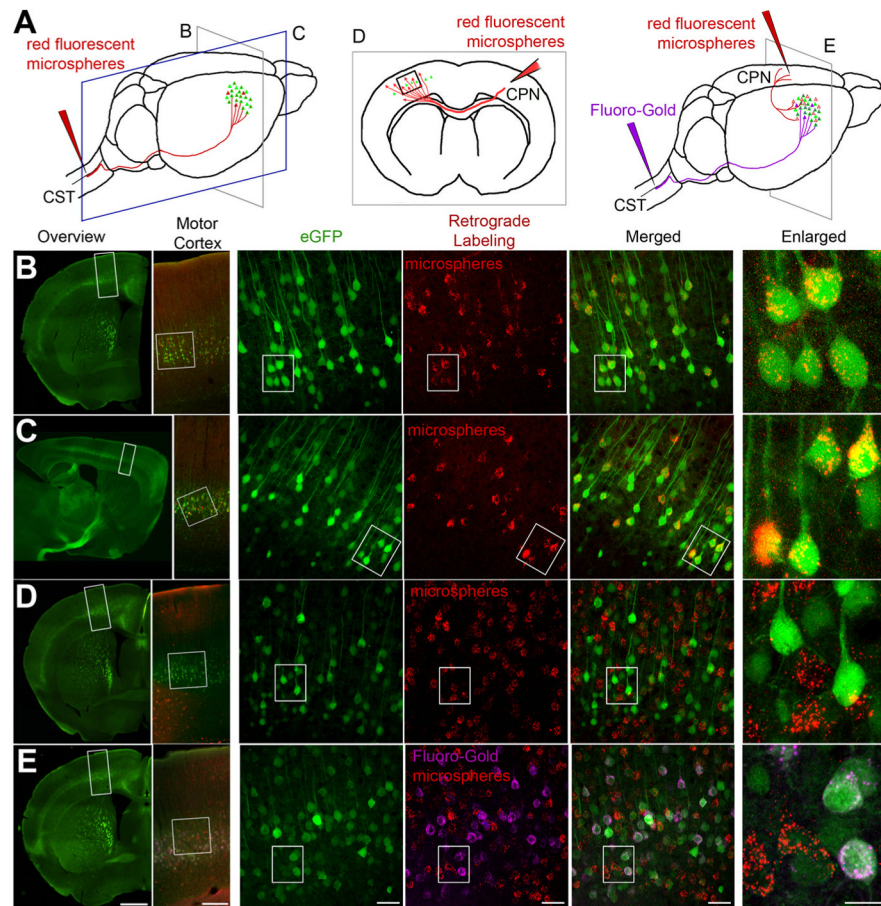 A
B
C
red fluorescent
microspheres
CST
D
red fluorescent
microspheres
CPN
red fluorescent
microspheres
E
CPN
Fluoro-Gold
CST
Overview
Motor
Cortex
eGFP
Retrograde
Labeling
Merged
Enlarged
B
microspheres
C
microspheres
D
microspheres
E
Fluoro-Gold
microspheres